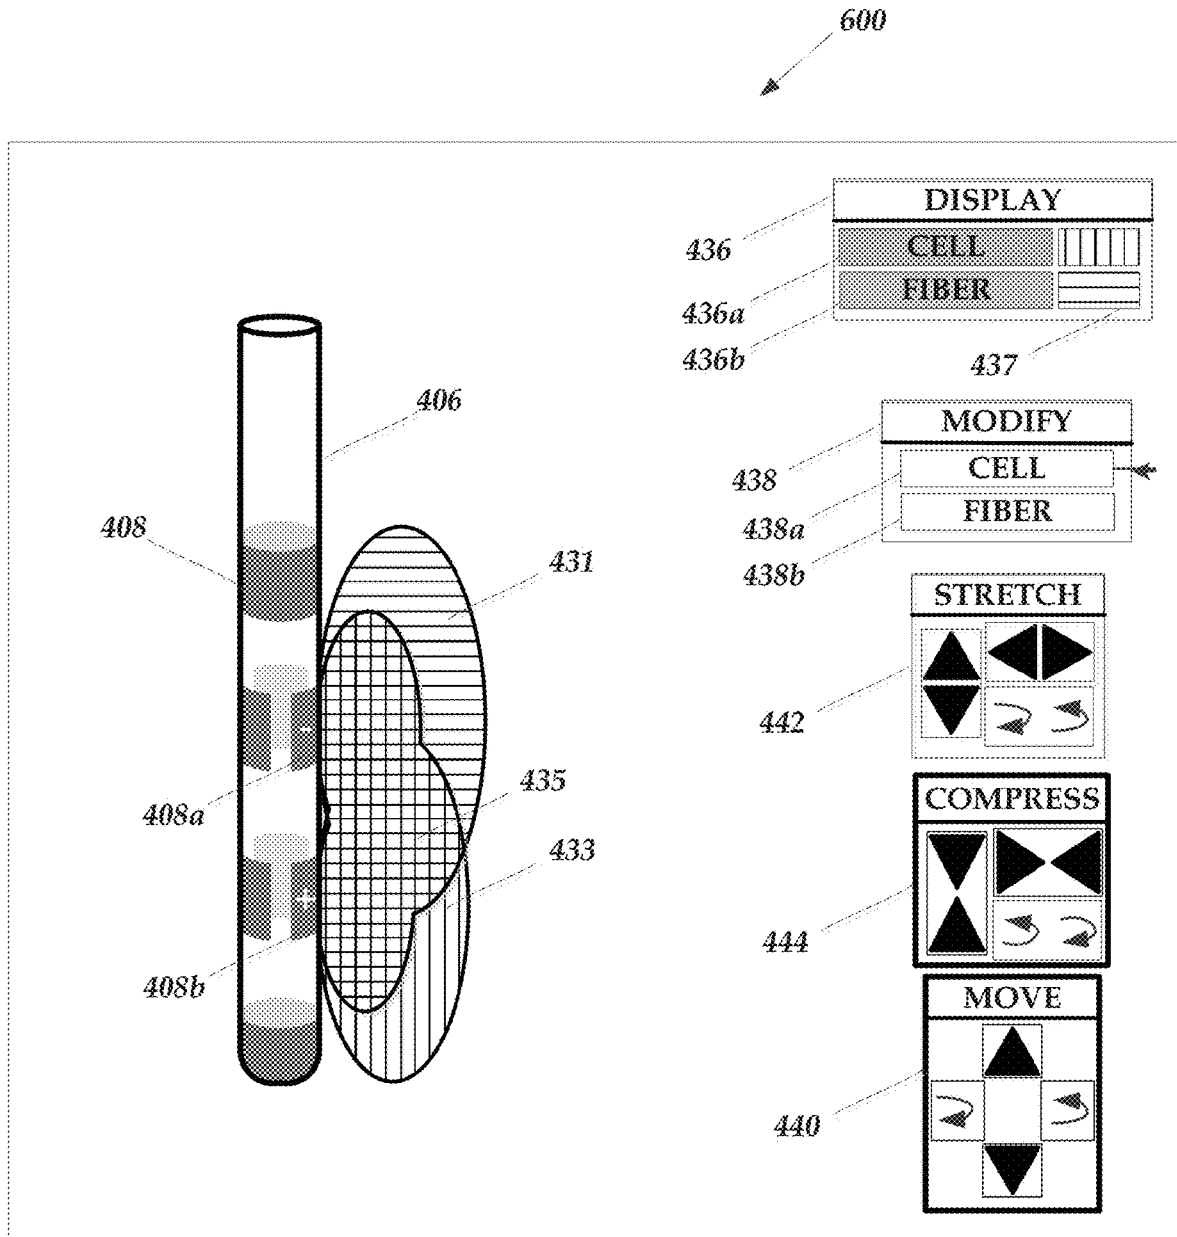 600
DISPLAY
436
CELL
FIBER
436a
436b
437
406
MODIFY
438
CELL
438a
FIBER
438b
408
431
STRETCH
442
435
COMPRESS
408a
433
444
408b
MOVE
440
-
+